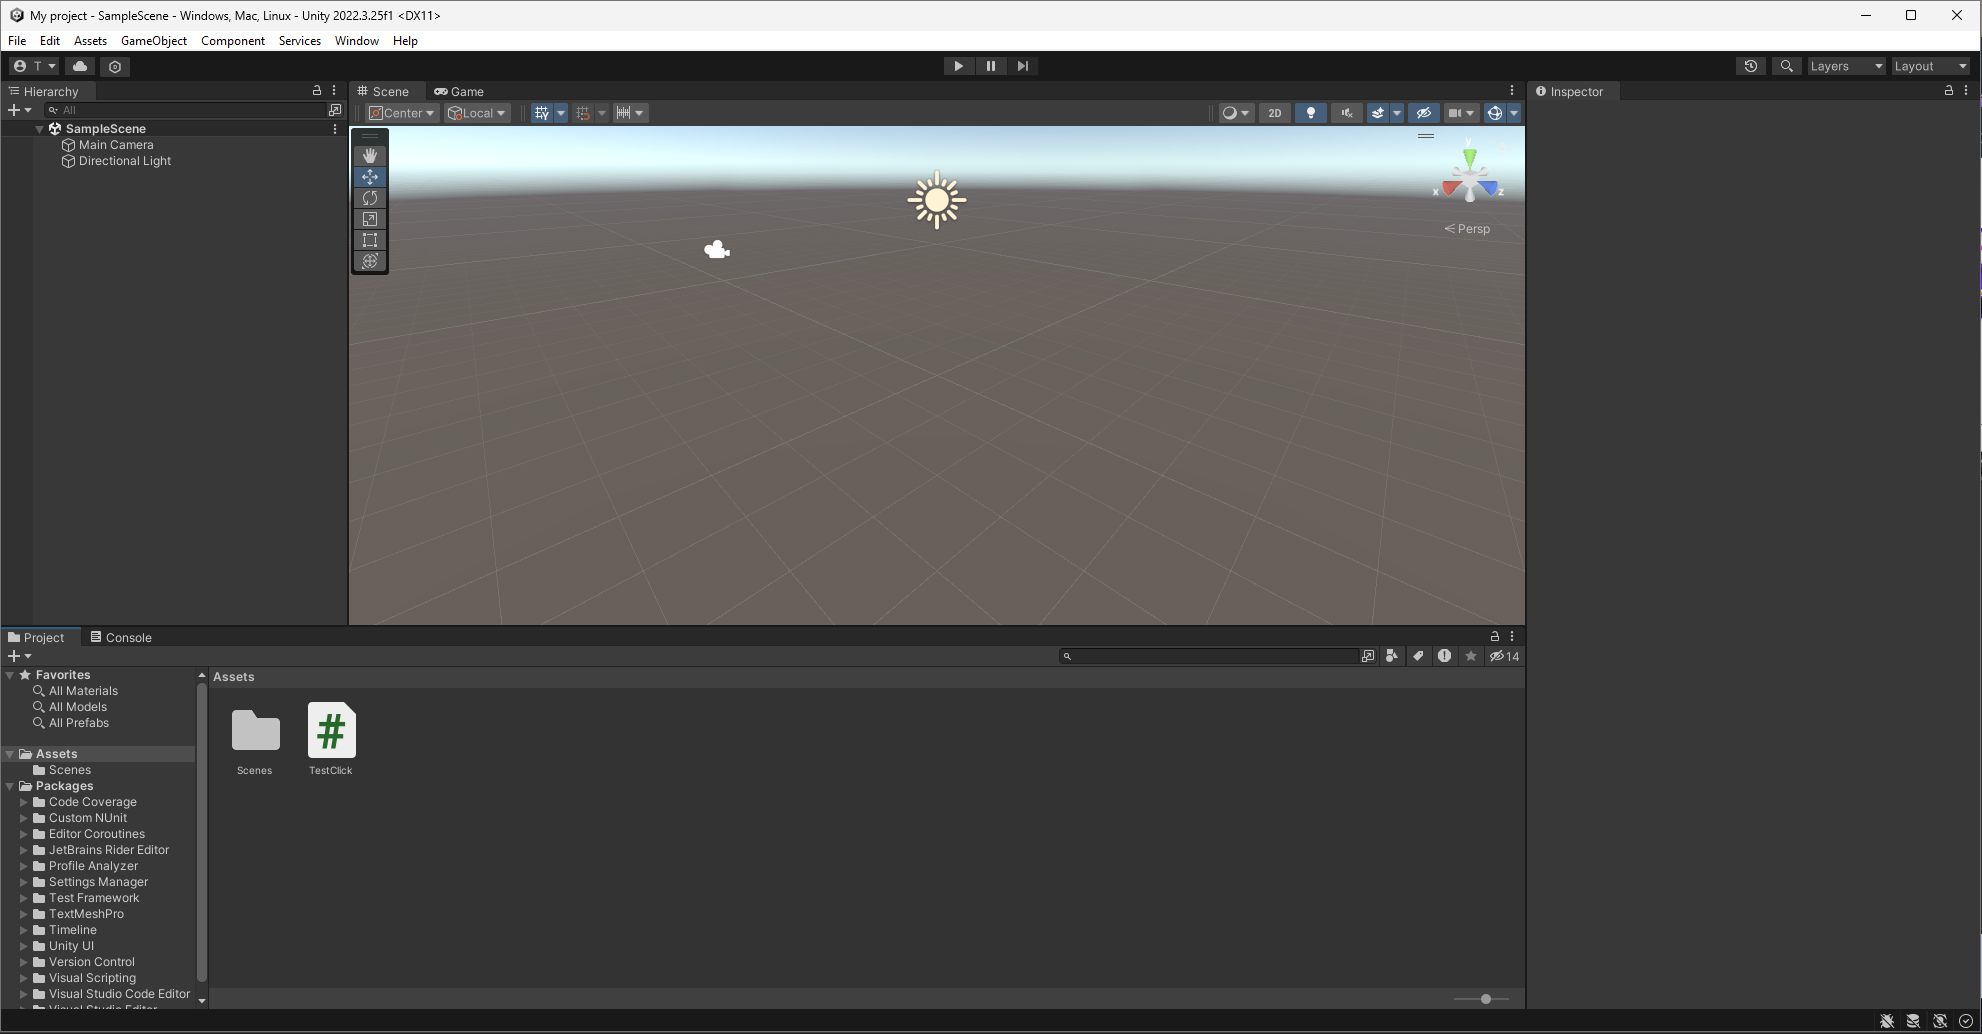 My project - SampleScene - Windows, Mac, Linux - Unity 2022.3.25f1 <DX11>
File Edit Assets GameObject Component Services Window Help
T
Layers Layout
Hierarchy
All
SampleScene
Main Camera
Directional Light
Scene Game
Center Local
2D
y
x z
Persp
Inspector
Project Console
14
Favorites
All Materials
All Models
All Prefabs
Assets
Scenes
Packages
Code Coverage
Custom NUnit
Editor Coroutines
JetBrains Rider Editor
Profile Analyzer
Settings Manager
Test Framework
TextMeshPro
Timeline
Unity UI
Version Control
Visual Scripting
Visual Studio Code Editor
Visual Studio Editor
Assets
#
Scenes TestClick